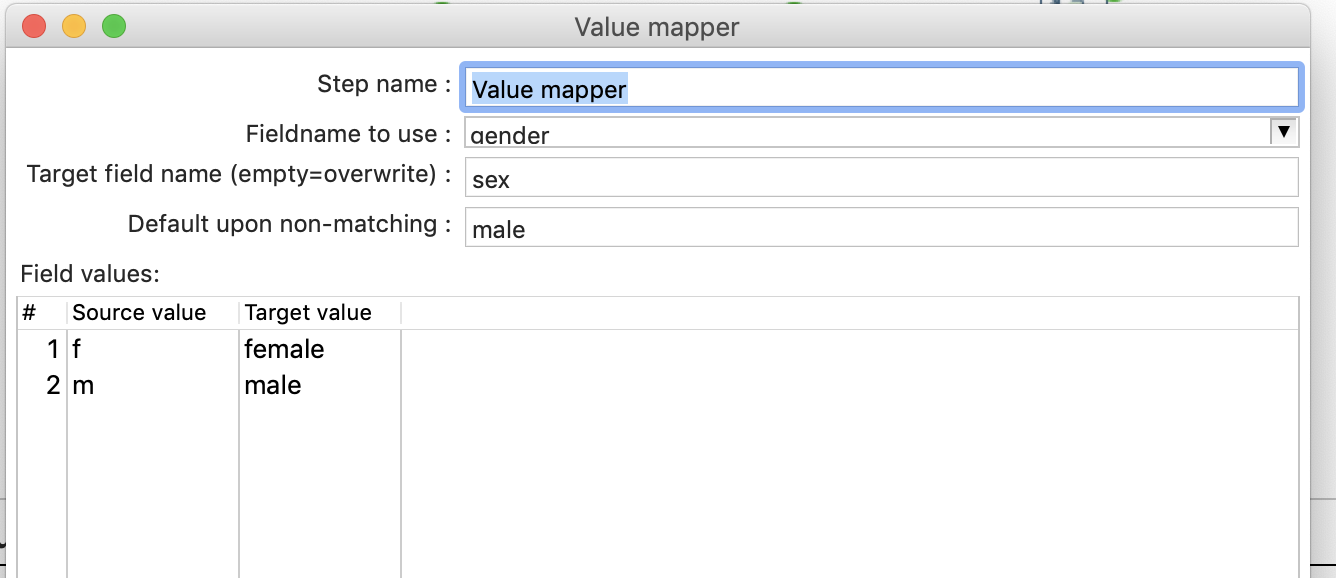 Value mapper
Step name : Value mapper
Fieldname to use : gender
Target field name (empty=overwrite) : sex
Default upon non-matching : male
Field values:
# Source value Target value
1 f female
2 m male